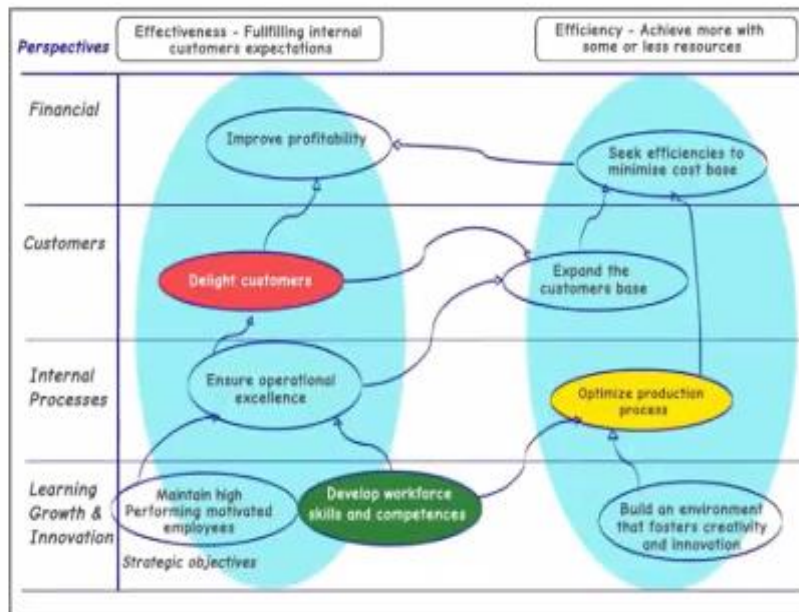 Perspectives
Effectiveness - Fullfilling internal
customers expectations
Efficiency - Achieve more with
some or less resources
Financial
Improve profitability
Seek efficiencies to
minimise cost base
Customers
Delight customers
Expand the
customers base
Internal
Processes
Ensure operational
excellence
Optimize production
process
Learning
Growth &
Innovation
Maintain high
Performing motivated
employees
Develop workforce
skills and competences
Build an environment
that fosters creativity
and innovation
Strategic objectives